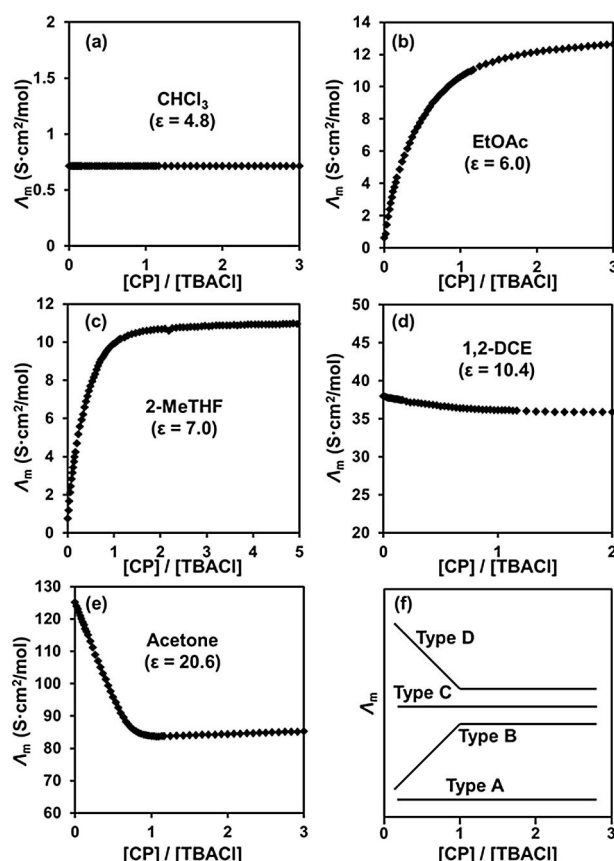 (a)
CHCl₃
(ε = 4.8)
Λm (S·cm²/mol)
2
1.5
1
0.5
0
0 1 2 3
[CP] / [TBACl]
(b)
EtOAc
(ε = 6.0)
Λm (S·cm²/mol)
14
12
10
8
6
4
2
0
0 1 2 3
[CP] / [TBACl]
(c)
2-MeTHF
(ε = 7.0)
Λm (S·cm²/mol)
12
10
8
6
4
2
0
0 1 2 3 4 5
[CP] / [TBACl]
(d)
1,2-DCE
(ε = 10.4)
Λm (S·cm²/mol)
50
45
40
35
30
25
20
0 1 2
[CP] / [TBACl]
(e)
Acetone
(ε = 20.6)
Λm (S·cm²/mol)
130
120
110
100
90
80
70
60
0 1 2 3
[CP] / [TBACl]
(f)
Type D
Type C
Type B
Type A
Λm
0 1 2 3
[CP] / [TBACl]